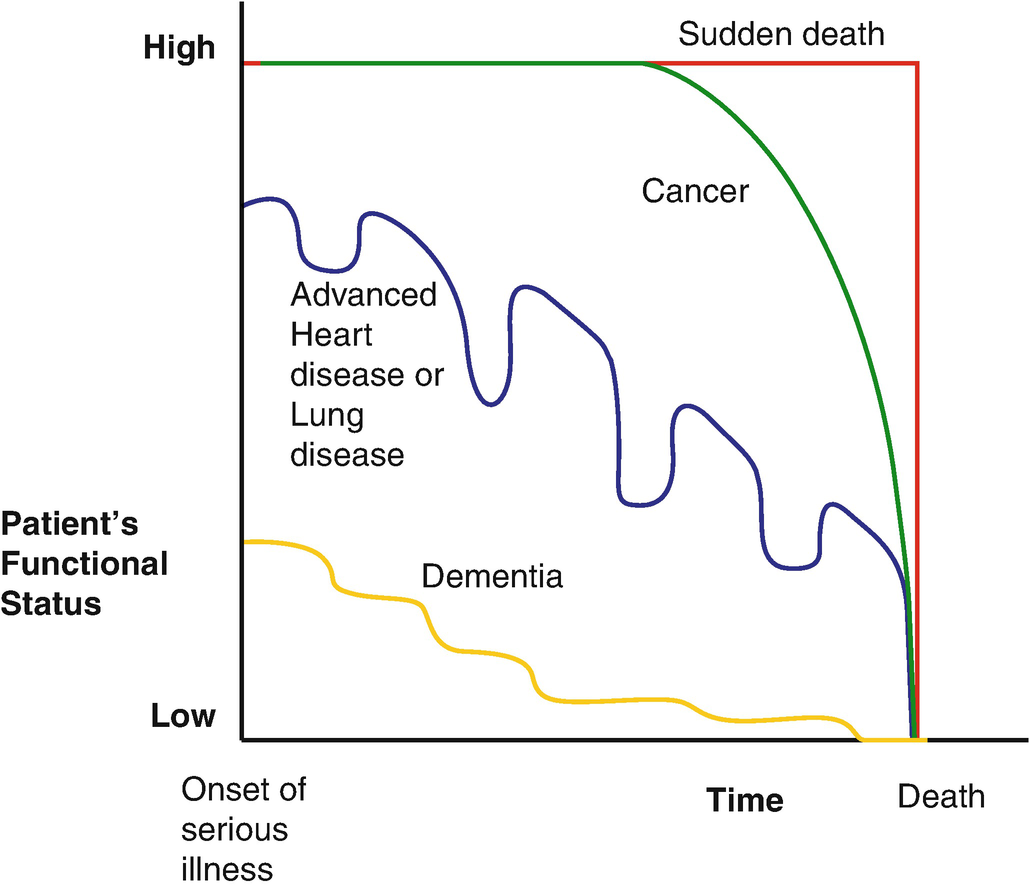 High
Sudden death
Cancer
Advanced
Heart
disease or
Lung
disease
Patient’s
Functional
Status
Dementia
Low
Onset of
serious
illness
Time
Death